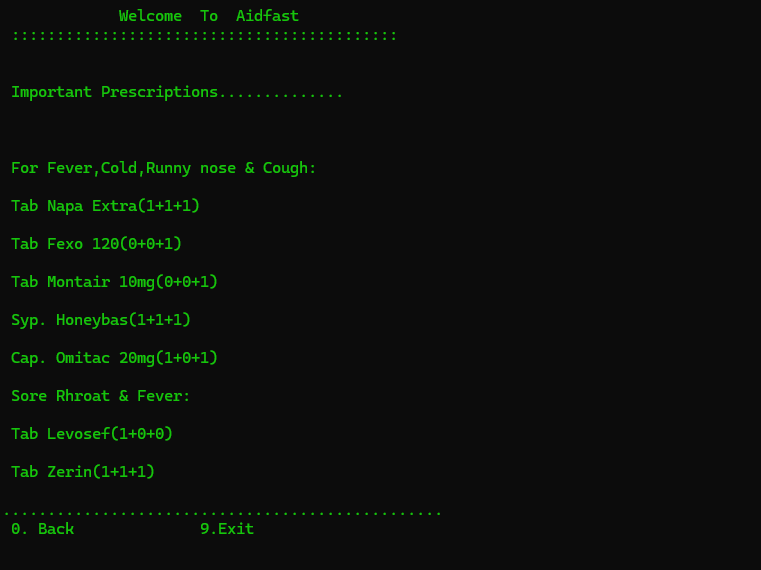 Welcome To Aidfast
:::::::::::::::::::::::::::::::::::::::::::
Important Prescriptions..............
For Fever,Cold,Runny nose & Cough:
Tab Napa Extra(1+1+1)
Tab Fexo 120(0+0+1)
Tab Montair 10mg(0+0+1)
Syp. Honeybas(1+1+1)
Cap. Omitac 20mg(1+0+1)
Sore Rhroat & Fever:
Tab Levosef(1+0+0)
Tab Zerin(1+1+1)
.................................................
0. Back 9.Exit